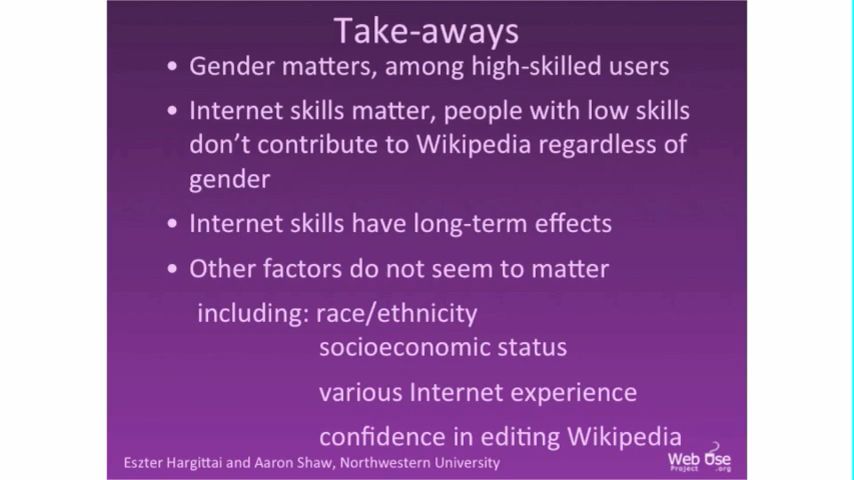 Take-aways
• Gender matters, among high-skilled users
• Internet skills matter, people with low skills
don't contribute to Wikipedia regardless of
gender
• Internet skills have long-term effects
• Other factors do not seem to matter
including: race/ethnicity
socioeconomic status
various Internet experience
confidence in editing Wikipedia
Eszter Hargittai and Aaron Shaw, Northwestern University
Web Use
Project .org